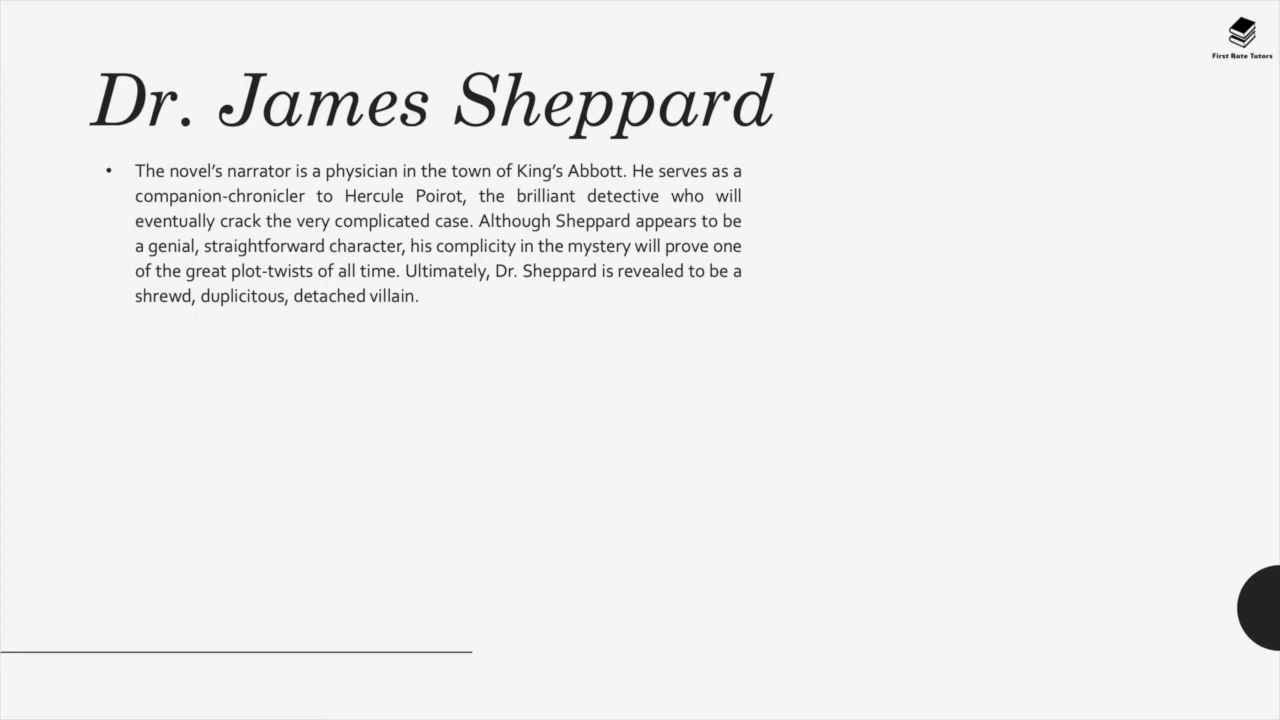 First Rate Tutors
Dr. James Sheppard
• The novel’s narrator is a physician in the town of King’s Abbott. He serves as a
companion-chronicler to Hercule Poirot, the brilliant detective who will
eventually crack the very complicated case. Although Sheppard appears to be
a genial, straightforward character, his complicity in the mystery will prove one
of the great plot-twists of all time. Ultimately, Dr. Sheppard is revealed to be a
shrewd, duplicitous, detached villain.